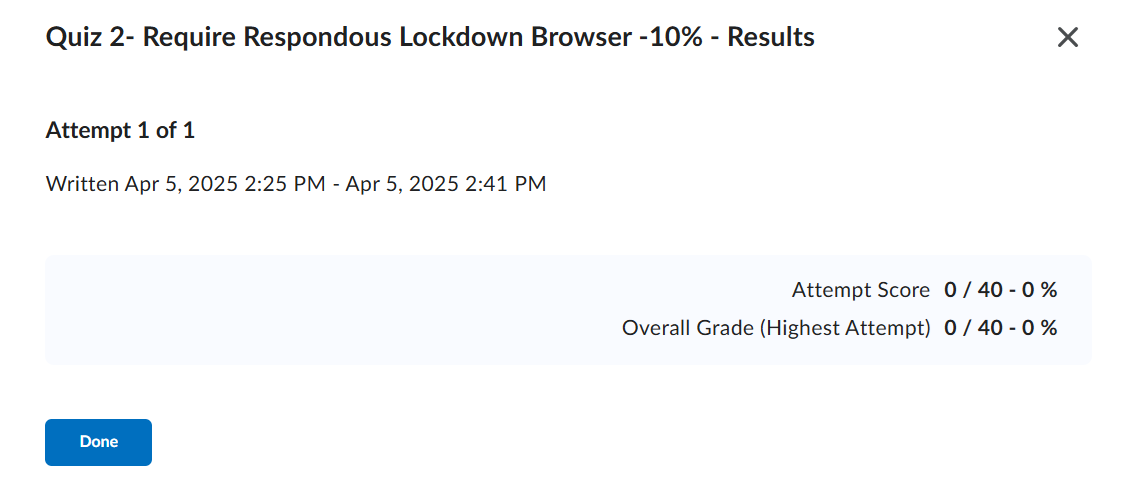 Quiz 2- Require Respondous Lockdown Browser -10% - Results
Attempt 1 of 1
Written Apr 5, 2025 2:25 PM - Apr 5, 2025 2:41 PM
Attempt Score 0 / 40 - 0 %
Overall Grade (Highest Attempt) 0 / 40 - 0 %
Done